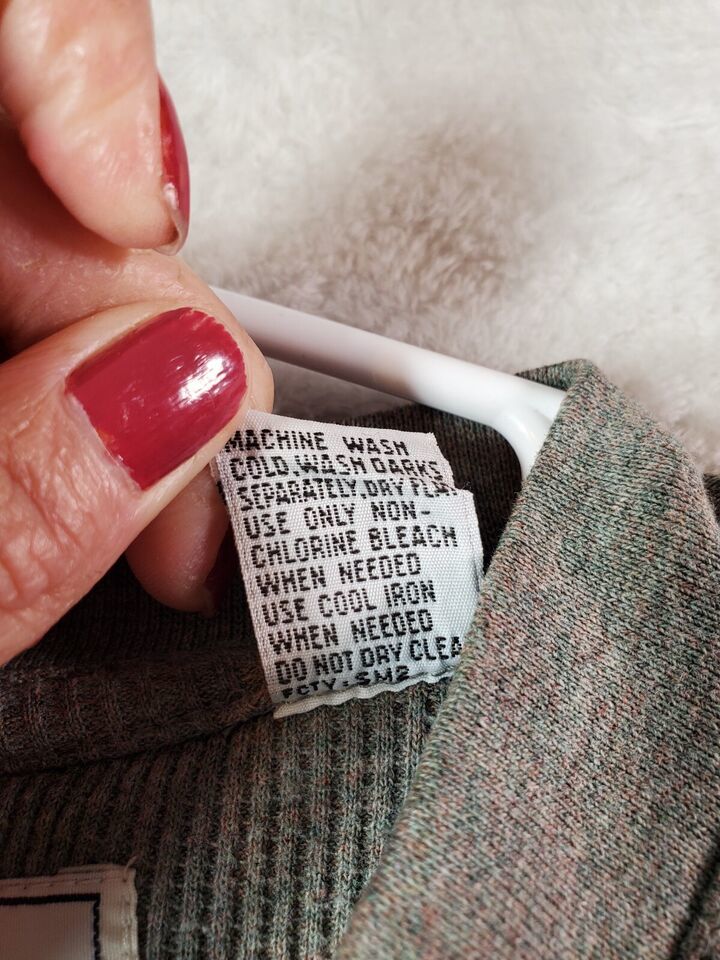 MACHINE WASH
COLD.WASH DARKS
SEPARATELY.DRY FLA
USE ONLY NON-
CHLORINE BLEACH
WHEN NEEDED
USE COOL IRON
WHEN NEEDED
DO NOT DRY CLEA
FCTY.SM2